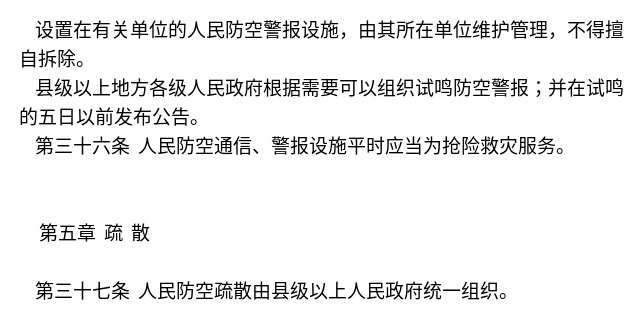 设置在有关单位的人民防空警报设施，由其所在单位维护管理，不得擅
自拆除。
县级以上地方各级人民政府根据需要可以组织试鸣防空警报；并在试鸣
的五日以前发布公告。
第三十六条 人民防空通信、警报设施平时应当为抢险救灾服务。
第五章 疏 散
第三十七条 人民防空疏散由县级以上人民政府统一组织。